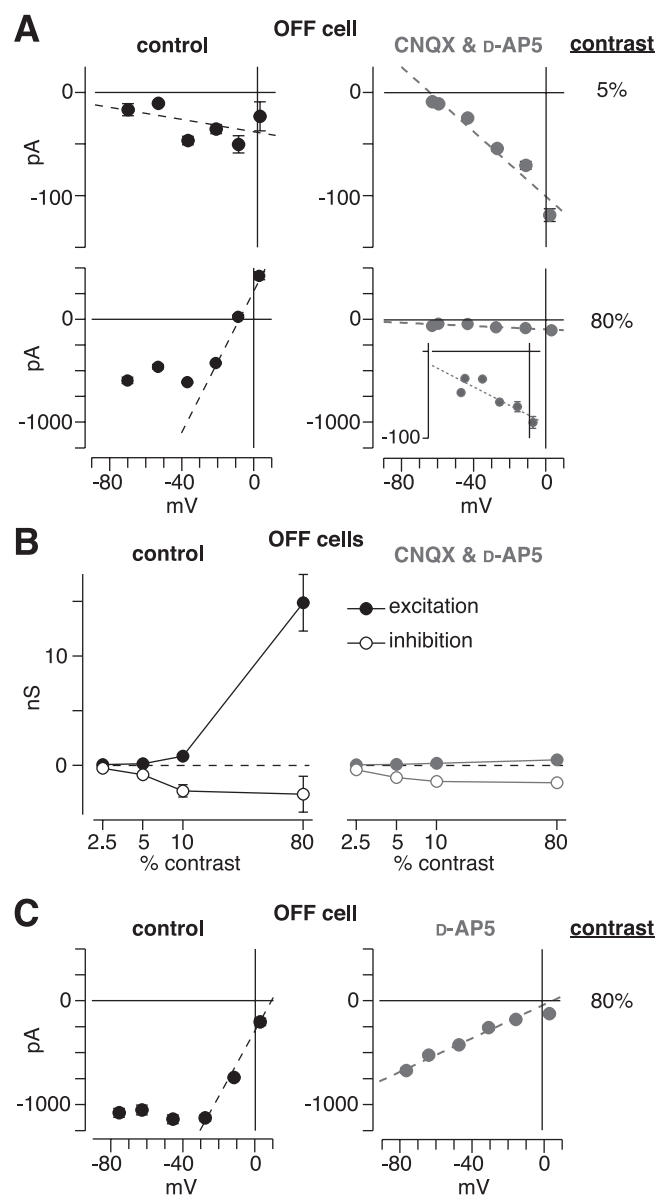 A
OFF cell
control
CNQX & D-AP5
contrast
0
pA
-100
5%
0
pA
-1000
-80
-40
0
mV
0
-100
-1000
-80
-40
0
mV
80%
B
OFF cells
control
CNQX & D-AP5
10
nS
0
excitation
inhibition
2.5
5
10
80
% contrast
2.5
5
10
80
% contrast
C
OFF cell
control
D-AP5
contrast
0
pA
-1000
-80
-40
0
mV
0
-1000
-80
-40
0
mV
80%